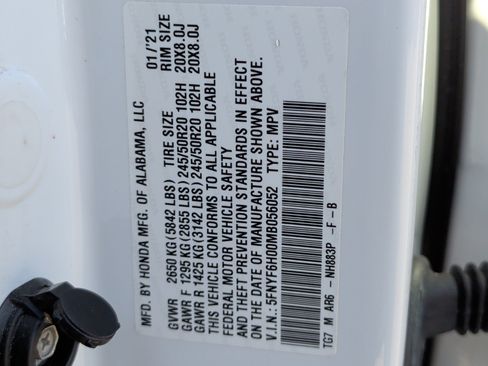 MFD. BY HONDA MFG. OF ALABAMA, LLC 01/'21
GVWR 2650 KG (5842 LBS) TIRE SIZE RIM SIZE
GAWR F 1295 KG (2855 LBS) 245/50R20 102H 20X8.0J
GAWR R 1425 KG (3142 LBS) 245/50R20 102H 20X8.0J
THIS VEHICLE CONFORMS TO ALL APPLICABLE
FEDERAL MOTOR VEHICLE SAFETY
AND THEFT PREVENTION STANDARDS IN EFFECT
ON THE DATE OF MANUFACTURE SHOWN ABOVE.
V.I.N.: 5FNYF6H00MB056052 TYPE: MPV
TG7 M AR6 -NH883P -F -B